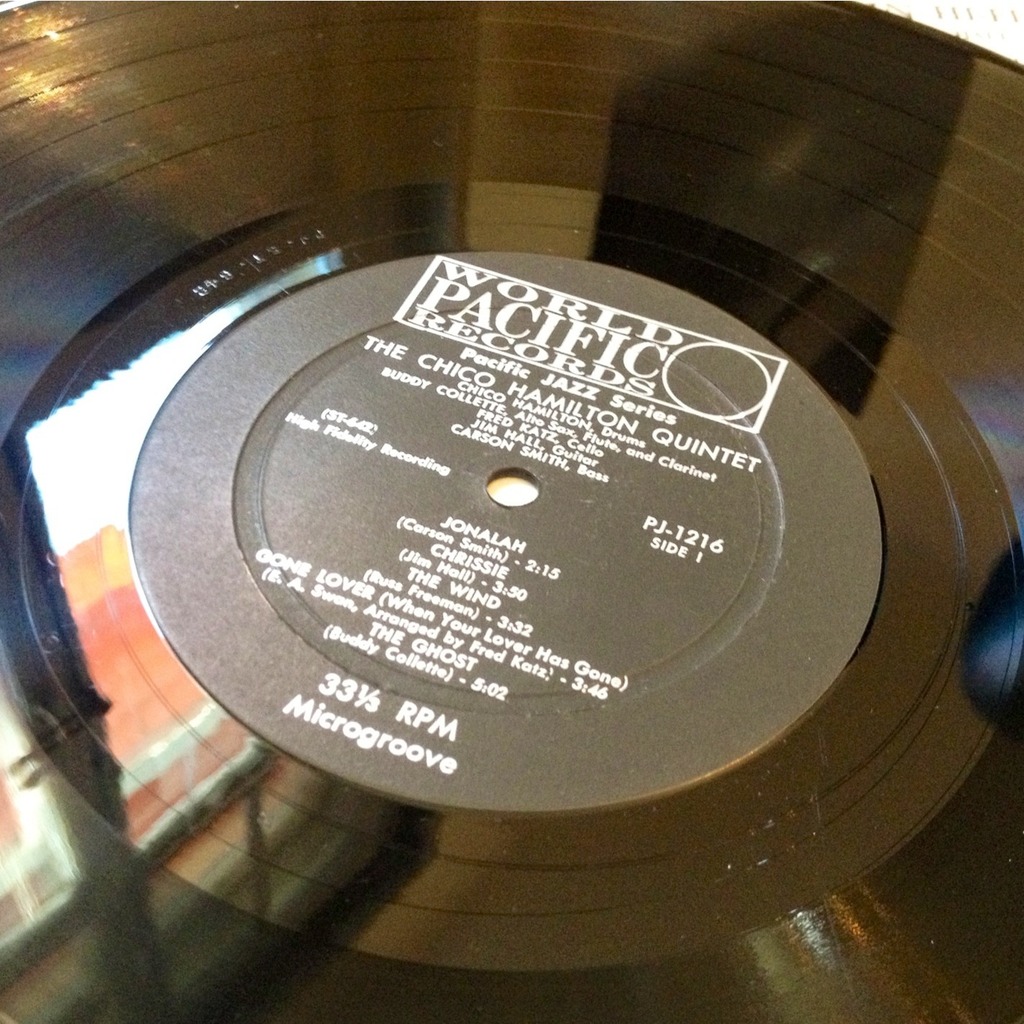 WORLD
PACIFIC
RECORDS
Pacific JAZZ Series
THE CHICO HAMILTON QUINTET
CHICO HAMILTON, Drums
BUDDY COLLETTE, Alto Sax, Flute, and Clarinet
FRED KATZ, Cello
JIM HALL, Guitar
CARSON SMITH, Bass
(ST-642)
High Fidelity Recording
PJ-1216
SIDE 1
JONALAH
(Carson Smith) - 2:15
CHRISSIE
(Jim Hall) - 3:50
THE WIND
(Russ Freeman) - 3:32
GONE LOVER (When Your Lover Has Gone)
(E. A. Swan, Arranged by Fred Katz) - 3:46
THE GHOST
(Buddy Collette) - 5:02
33⅓ RPM
Microgroove